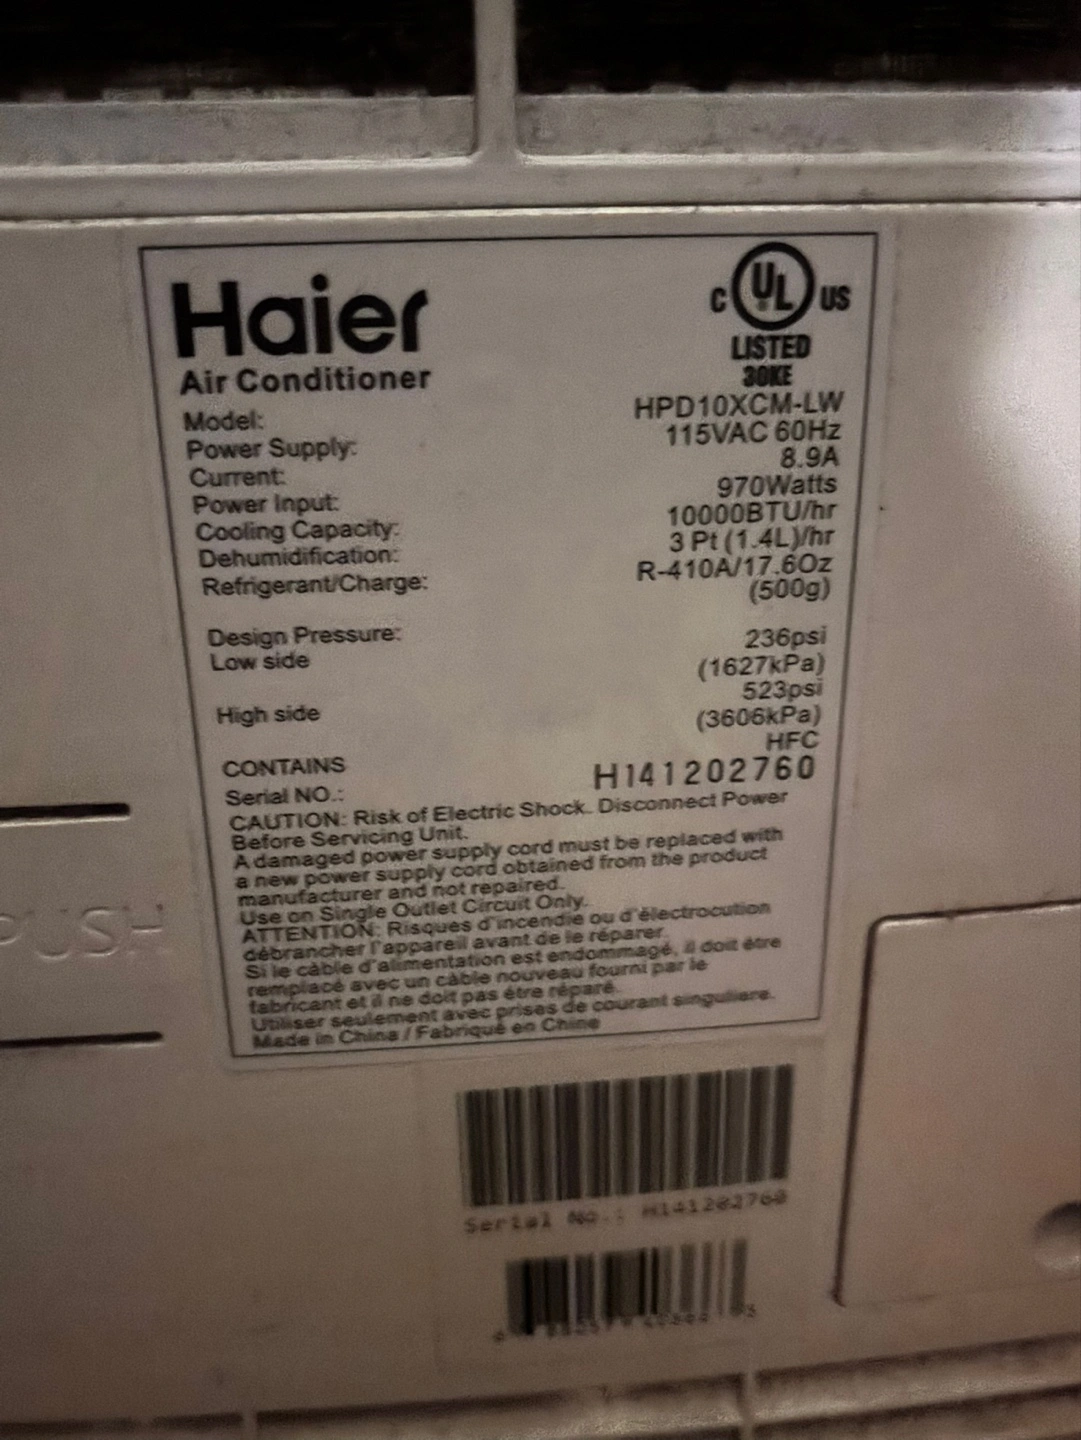 Haier
Air Conditioner
C UL US
LISTED
30KE
Model: HPD10XCM-LW
Power Supply: 115VAC 60Hz
Current: 8.9A
Power Input: 970Watts
Cooling Capacity: 10000BTU/hr
Dehumidification: 3 Pt (1.4L)/hr
Refrigerant/Charge: R-410A/17.6Oz
(500g)
Design Pressure: 236psi
Low side (1627kPa)
523psi
High side (3606kPa)
HFC
CONTAINS
Serial NO.: H141202760
CAUTION: Risk of Electric Shock. Disconnect Power
Before Servicing Unit.
A damaged power supply cord must be replaced with
a new power supply cord obtained from the product
manufacturer and not repaired.
Use on Single Outlet Circuit Only.
ATTENTION: Risques d'incendie ou d'électrocution
débrancher l'appareil avant de le réparer.
Si le câble d'alimentation est endommagé, il doit être
remplacé avec un câble nouveau fourni par le
fabricant et il ne doit pas être réparé.
Utiliser seulement avec prises de courant singuliere.
Made in China / Fabriqué en Chine
PUSH
Serial No.: H141202760